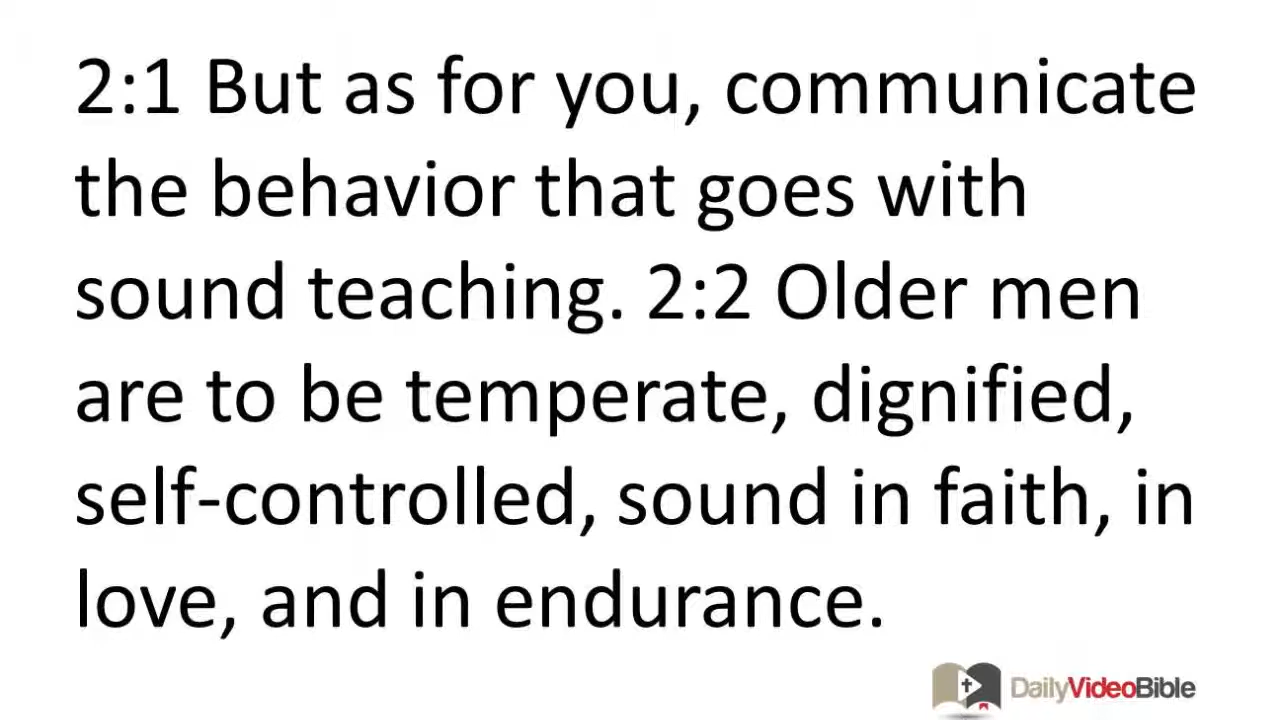 2:1 But as for you, communicate
the behavior that goes with
sound teaching. 2:2 Older men
are to be temperate, dignified,
self-controlled, sound in faith, in
love, and in endurance.
DailyVideoBible